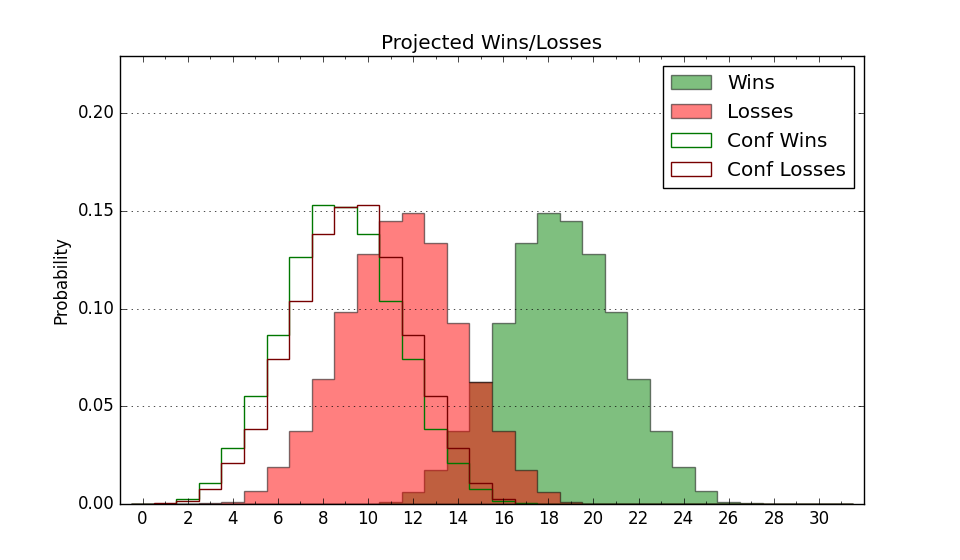 Projected Wins/Losses
Wins
Losses
Conf Wins
Conf Losses
Probability
0.20
0.15
0.10
0.05
0.00
0 2 4 6 8 10 12 14 16 18 20 22 24 26 28 30